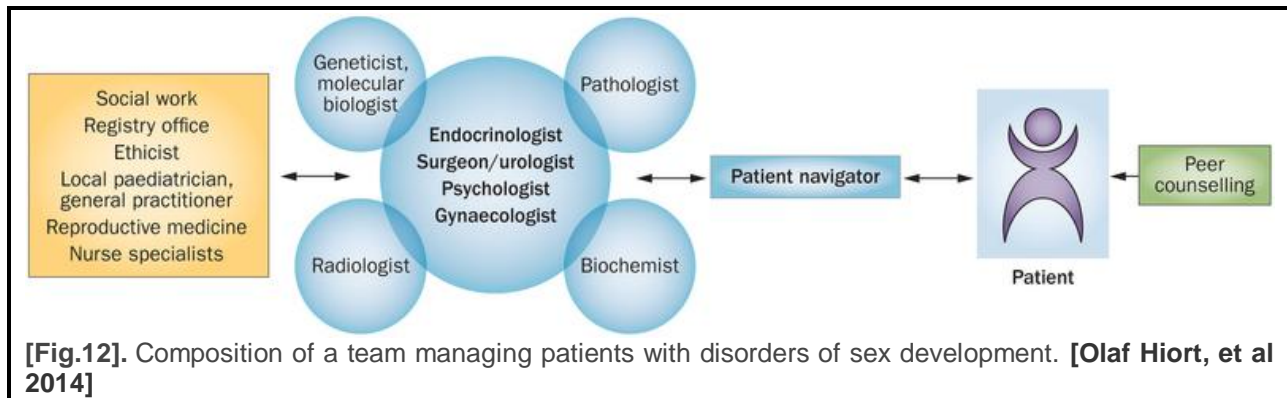 Social work
Registry office
Ethicist
Local paediatrician,
general practitioner
Reproductive medicine
Nurse specialists
Geneticist,
molecular
biologist
Pathologist
Endocrinologist
Surgeon/urologist
Psychologist
Gynaecologist
Radiologist
Biochemist
Patient navigator
Patient
Peer
counselling
[Fig.12]. Composition of a team managing patients with disorders of sex development. [Olaf Hiort, et al
2014]